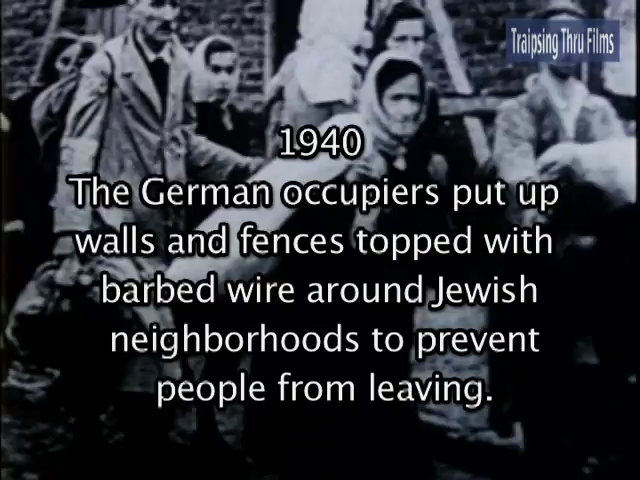 Traipsing Thru Films
1940
The German occupiers put up
walls and fences topped with
barbed wire around Jewish
neighborhoods to prevent
people from leaving.